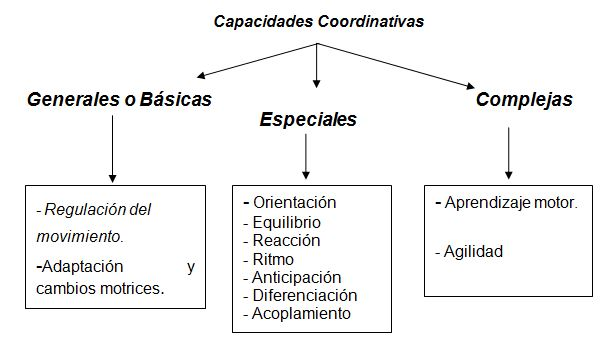 Capacidades Coordinativas
Generales o Básicas
- Regulación del
movimiento.
-Adaptación y
cambios motrices.
Especiales
- Orientación
- Equilibrio
- Reacción
- Ritmo
- Anticipación
- Diferenciación
- Acoplamiento
Complejas
- Aprendizaje motor.
- Agilidad